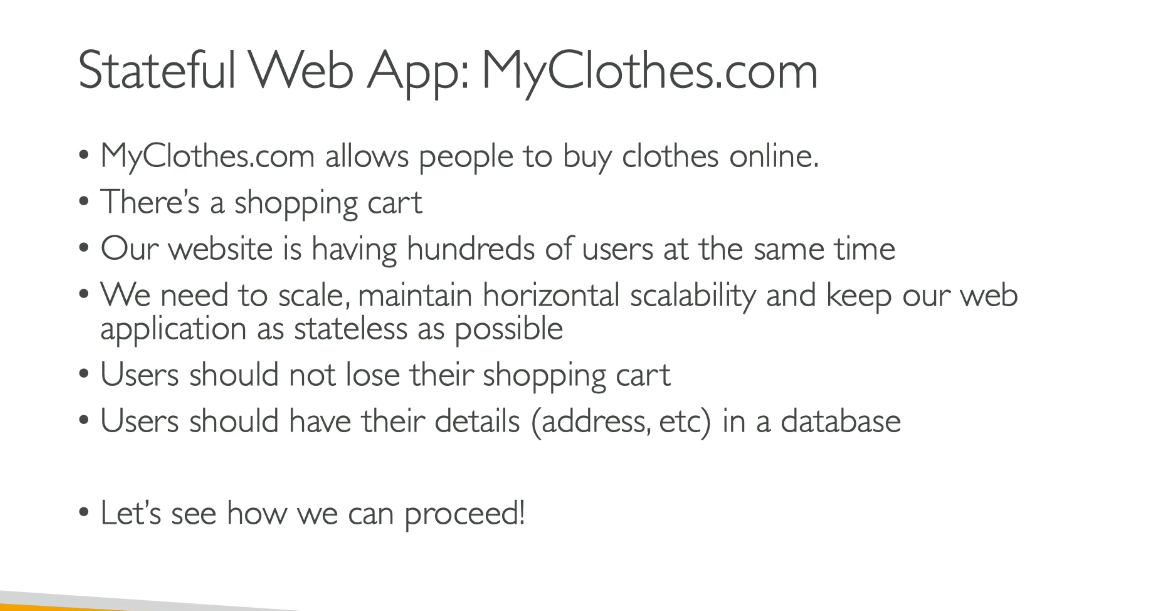 Stateful Web App: MyClothes.com
• MyClothes.com allows people to buy clothes online.
• There’s a shopping cart
• Our website is having hundreds of users at the same time
• We need to scale, maintain horizontal scalability and keep our web
application as stateless as possible
• Users should not lose their shopping cart
• Users should have their details (address, etc) in a database
• Let’s see how we can proceed!